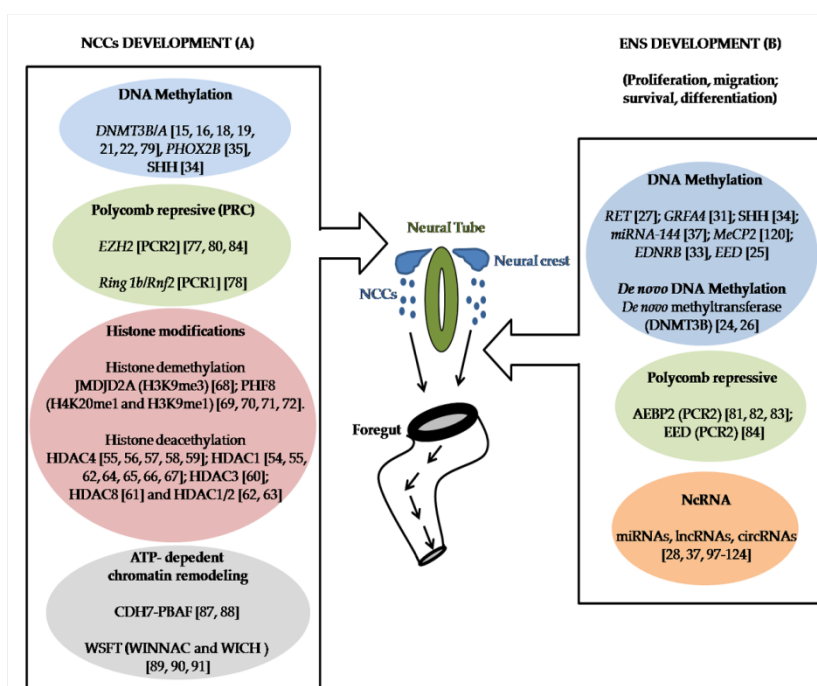 NCCs DEVELOPMENT (A)
DNA Methylation
DNMT3B/A [15, 16, 18, 19,
21, 22, 79], PHOX2B [35],
SHH [34]
Polycomb represive (PRC)
EZH2 [PCR2] [77, 80, 84]
Ring 1b/Rnf2 [PCR1] [78]
Histone modifications
Histone demethylation
JMDJD2A (H3K9me3) [68]; PHF8
(H4K20me1 and H3K9me1) [69, 70, 71, 72].
Histone deacethylation
HDAC4 [55, 56, 57, 58, 59]; HDAC1 [54, 55,
62, 64, 65, 66, 67]; HDAC3 [60];
HDAC8 [61] and HDAC1/2 [62, 63]
ATP- depedent
chromatin remodeling
CDH7-PBAF [87, 88]
WSFT (WINNAC and WICH )
[89, 90, 91]
Neural Tube
Neural crest
NCCs
Foregut
ENS DEVELOPMENT (B)
(Proliferation, migration;
survival, differentiation)
DNA Methylation
RET [27]; GRFA4 [31]; SHH [34];
miRNA-144 [37]; MeCP2 [120];
EDNRB [33], EED [25]
De novo DNA Methylation
De novo methyltransferase
(DNMT3B) [24, 26]
Polycomb repressive
AEBP2 (PCR2) [81, 82, 83];
EED (PCR2) [84]
NcRNA
miRNAs, lncRNAs, circRNAs
[28, 37, 97-124]